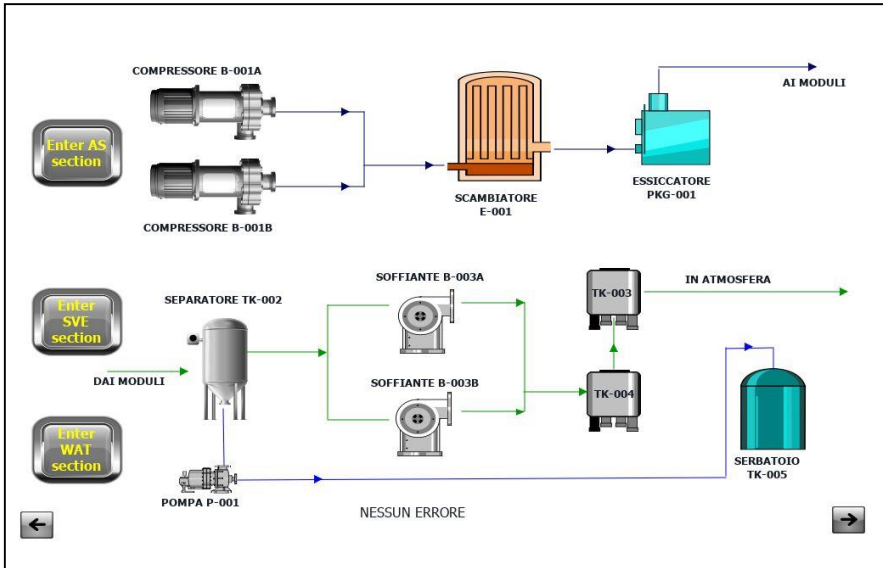 COMPRESSORE B-001A
AI MODULI
Enter AS
section
ESSICCATORE
PKG-001
SCAMBIATORE
E-001
COMPRESSORE B-001B
SOFFIANTE B-003A
IN ATMOSFERA
SEPARATORE TK-002
TK-003
Enter
SVE
section
DAI MODULI
SOFFIANTE B-003B
TK-004
Enter
WAT
section
SERBATOIO
TK-005
POMPA P-001
NESSUN ERRORE